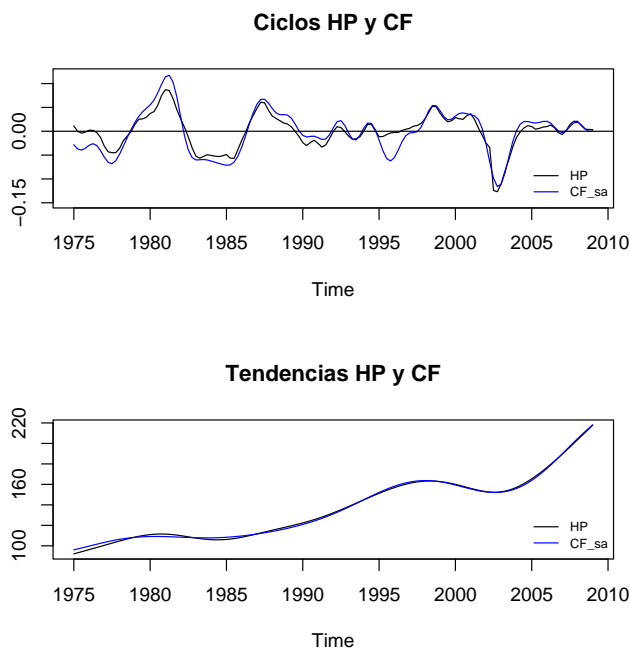 Ciclos HP y CF
0.00
−0.15
HP
CF_sa
1975 1980 1985 1990 1995 2000 2005 2010
Time
Tendencias HP y CF
220
160
100
HP
CF_sa
1975 1980 1985 1990 1995 2000 2005 2010
Time